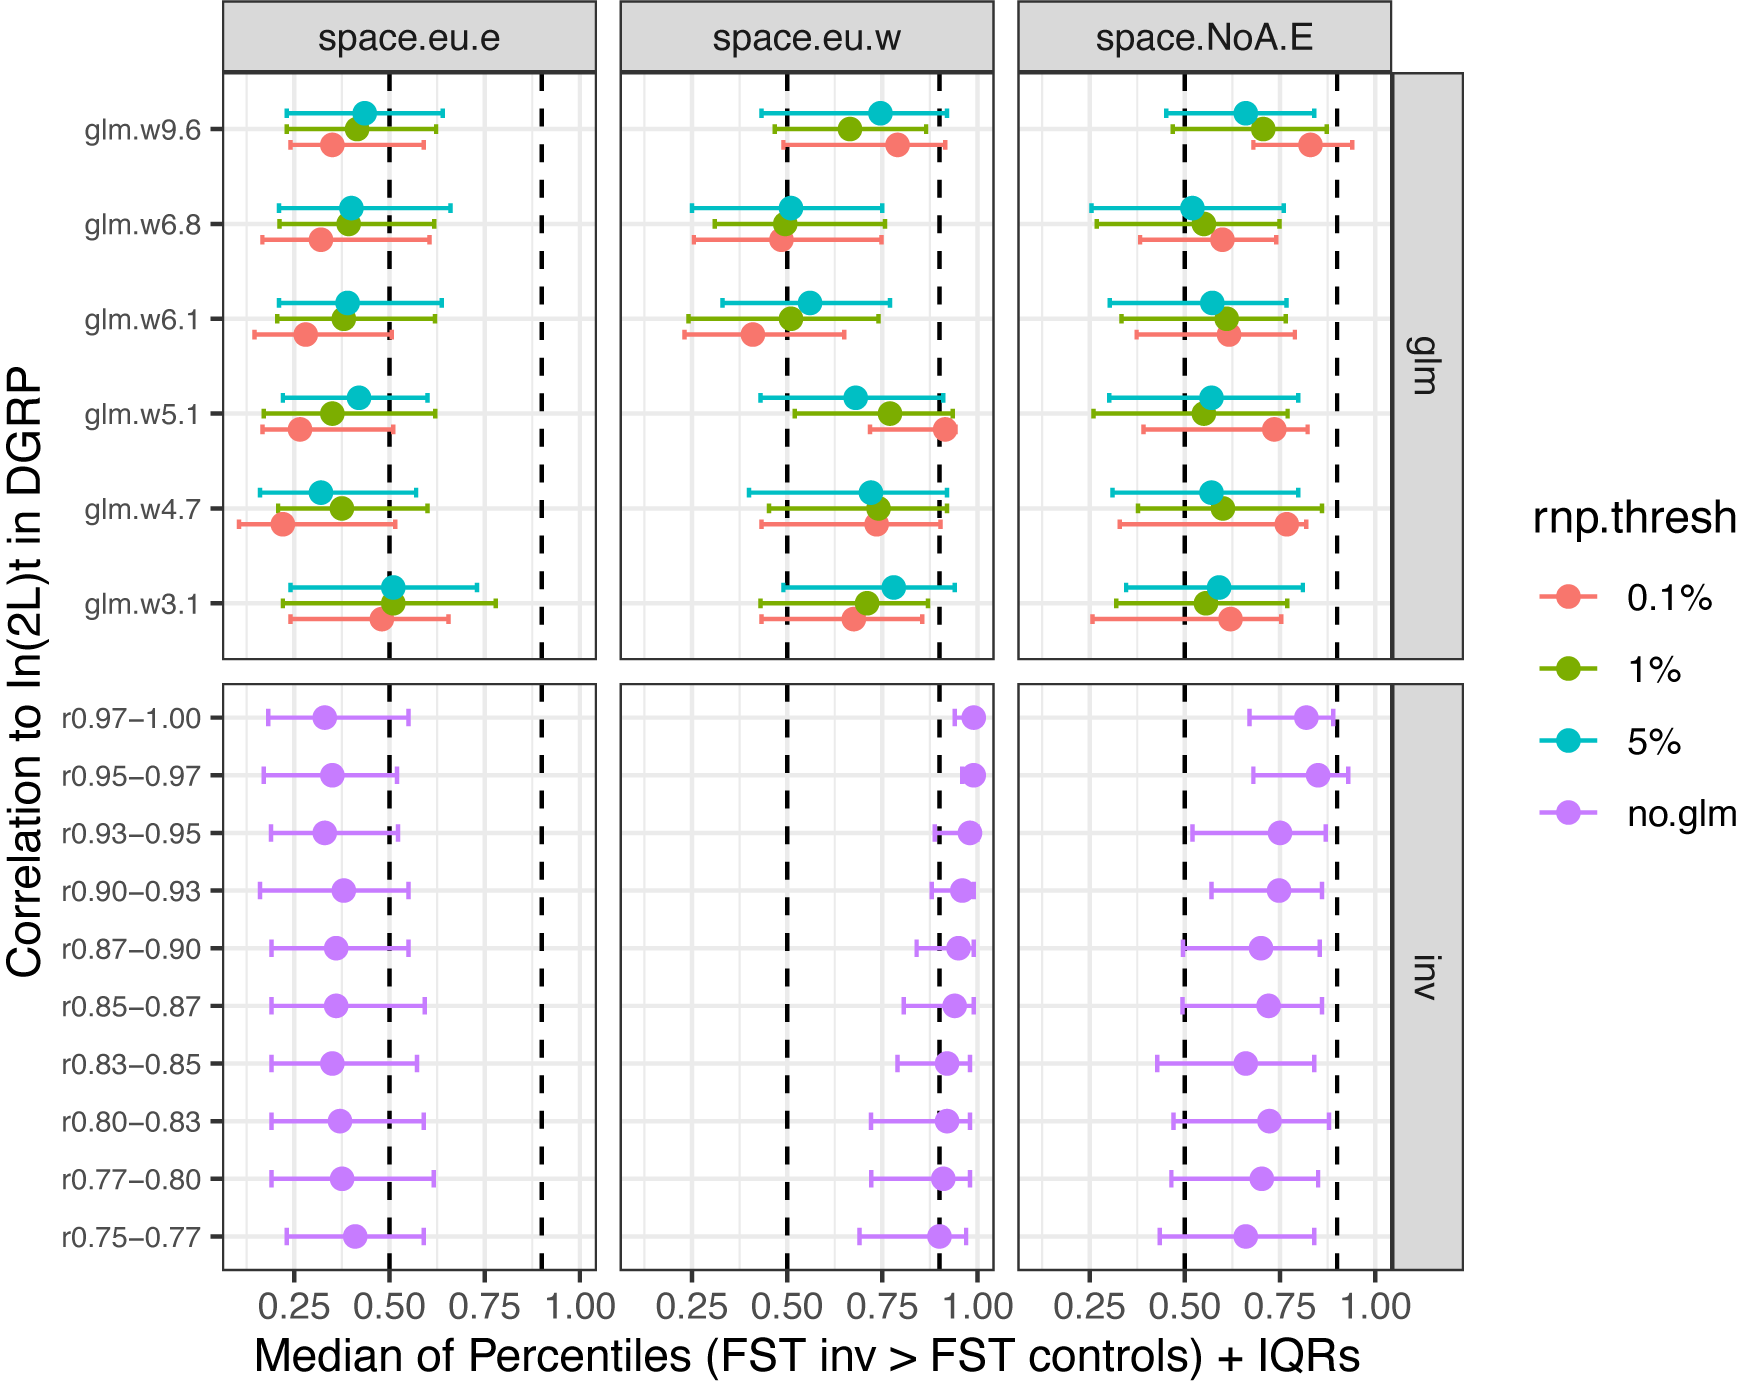 space.eu.e
space.eu.w
space.NoA.E
glm.w9.6
glm.w6.8
glm.w6.1
glm.w5.1
glm.w4.7
glm.w3.1
glm
r0.97−1.00
r0.95−0.97
r0.93−0.95
r0.90−0.93
r0.87−0.90
r0.85−0.87
r0.83−0.85
r0.80−0.83
r0.77−0.80
r0.75−0.77
inv
0.25 0.50 0.75 1.00
0.25 0.50 0.75 1.00
0.25 0.50 0.75 1.00
Median of Percentiles (FST inv > FST controls) + IQRs
Correlation to In(2L)t in DGRP
rnp.thresh
0.1%
1%
5%
no.glm